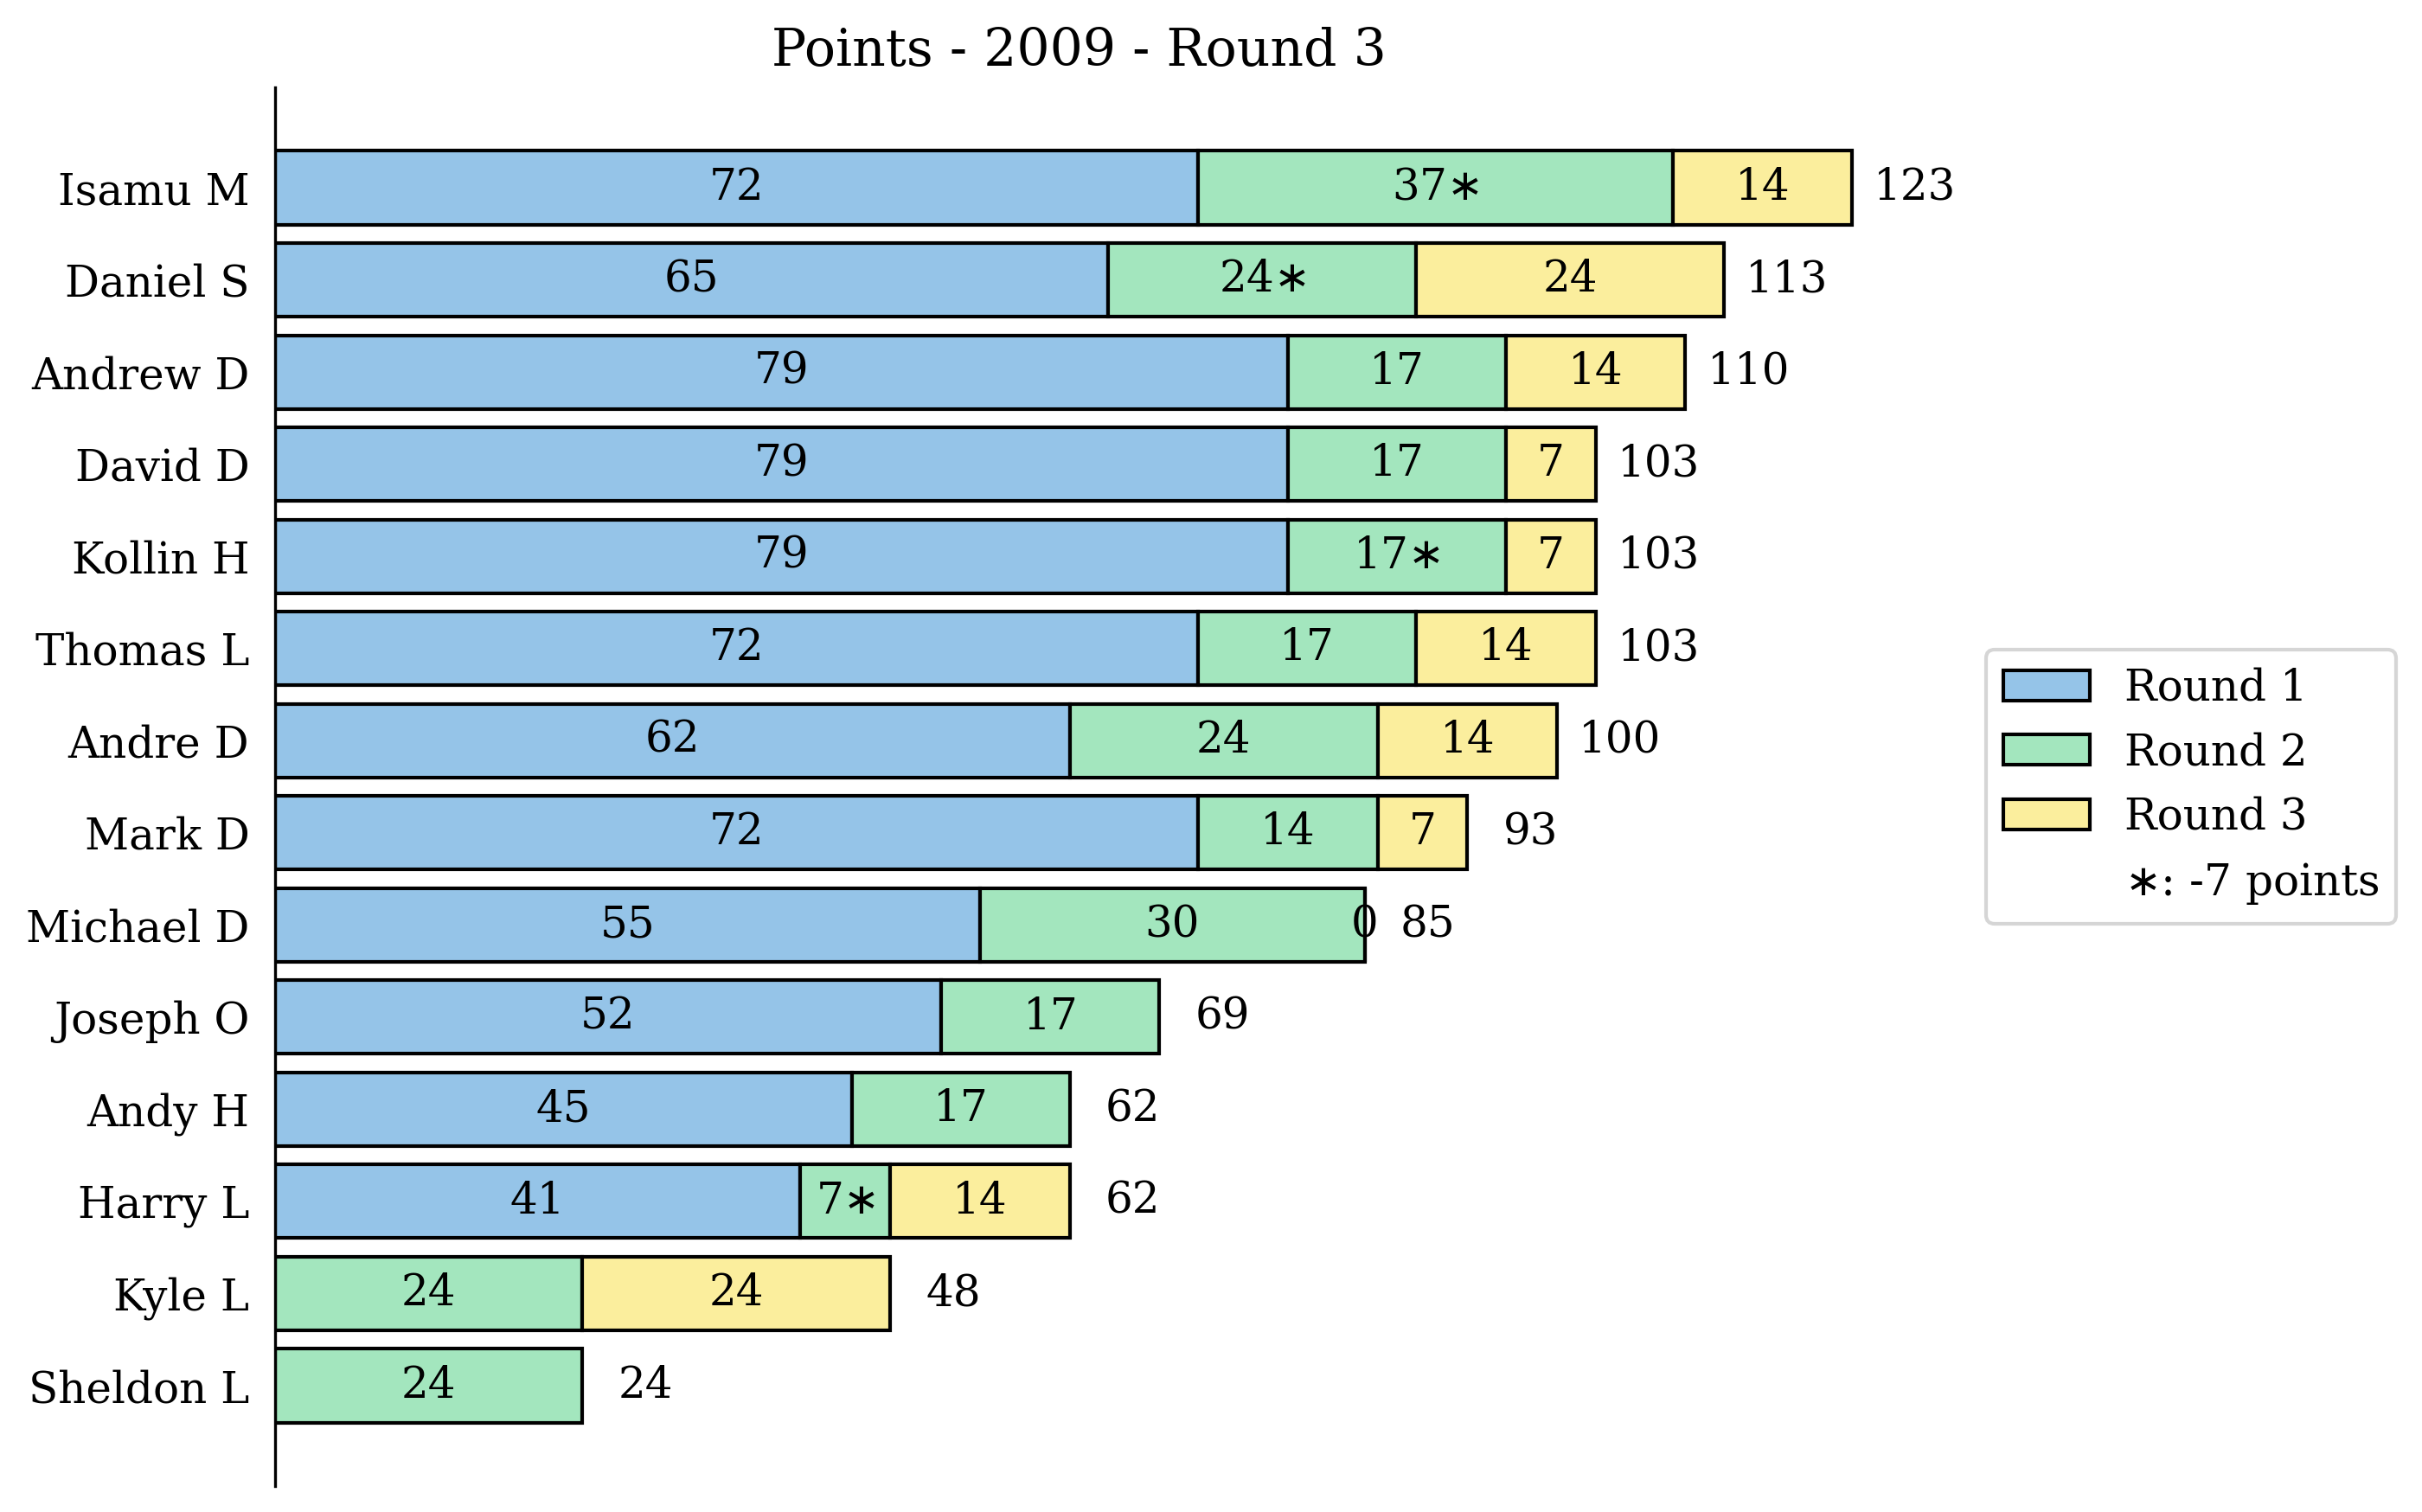 Points - 2009 - Round 3
Isamu M 72 37∗ 14 123
Daniel S 65 24∗ 24 113
Andrew D 79 17 14 110
David D 79 17 7 103
Kollin H 79 17∗ 7 103
Thomas L 72 17 14 103
Andre D 62 24 14 100
Mark D 72 14 7 93
Michael D 55 30 0 85
Joseph O 52 17 69
Andy H 45 17 62
Harry L 41 7∗ 14 62
Kyle L 24 24 48
Sheldon L 24 24
Round 1
Round 2
Round 3
∗: -7 points